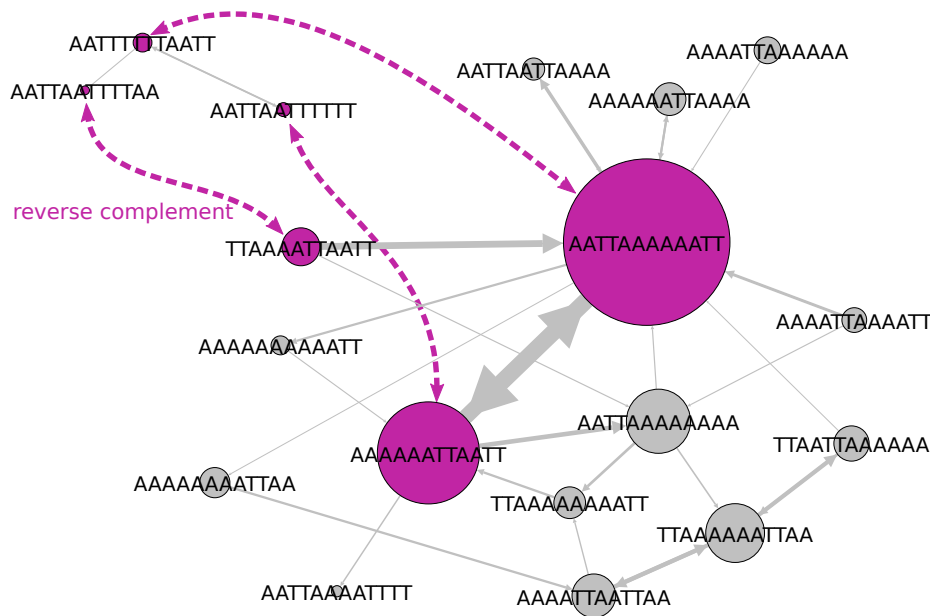 AATTTTTTAATT
AATTAATTTTAA
AATTAATTTTTT
AATTAATTAAAA
AAAATTAAAAAA
AAAAAATTAAAA
reverse complement
TTAAAATTAATT
AATTAAAAAATT
AAAATTAAAATT
AAAAAAAAAATT
AATTAAAAAAAA
TTAATTAAAAAA
AAAAAATTAATT
AAAAAAAATTAA
TTAAAAAAAATT
TTAAAAAATTAA
AATTAAAATTTT
AAAATTAATTAA